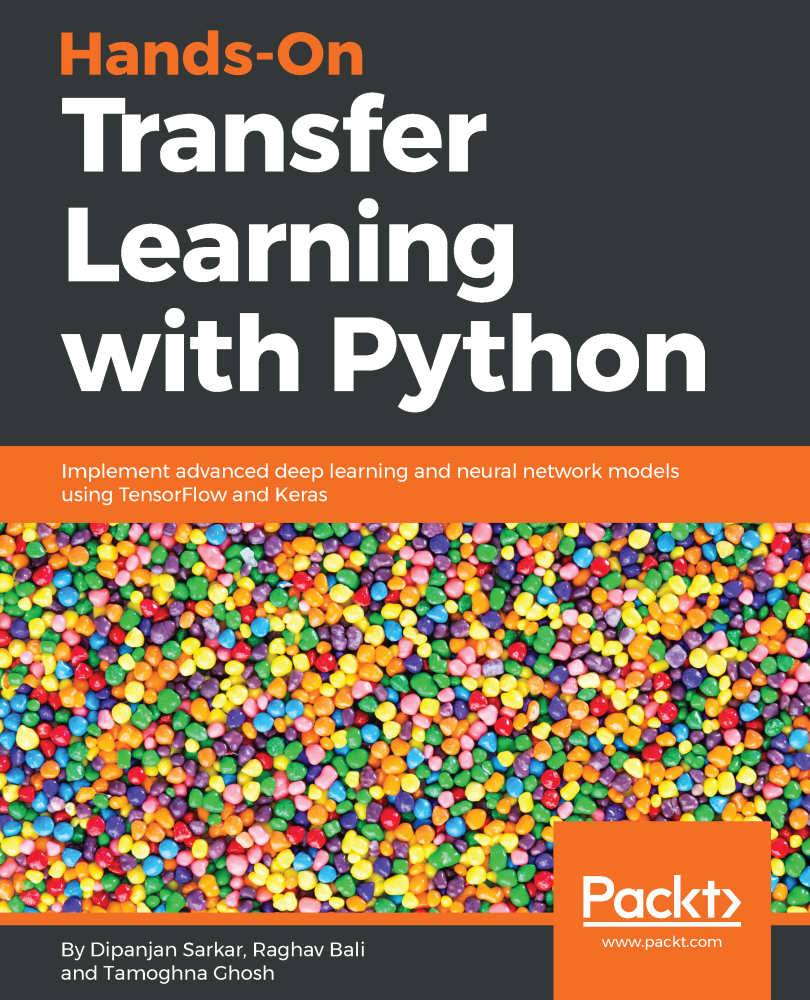 Hands-On
Transfer
Learning
with Python
Implement advanced deep learning and neural network models
using TensorFlow and Keras
Packt>
www.packt.com
By Dipanjan Sarkar, Raghav Bali
and Tamoghna Ghosh